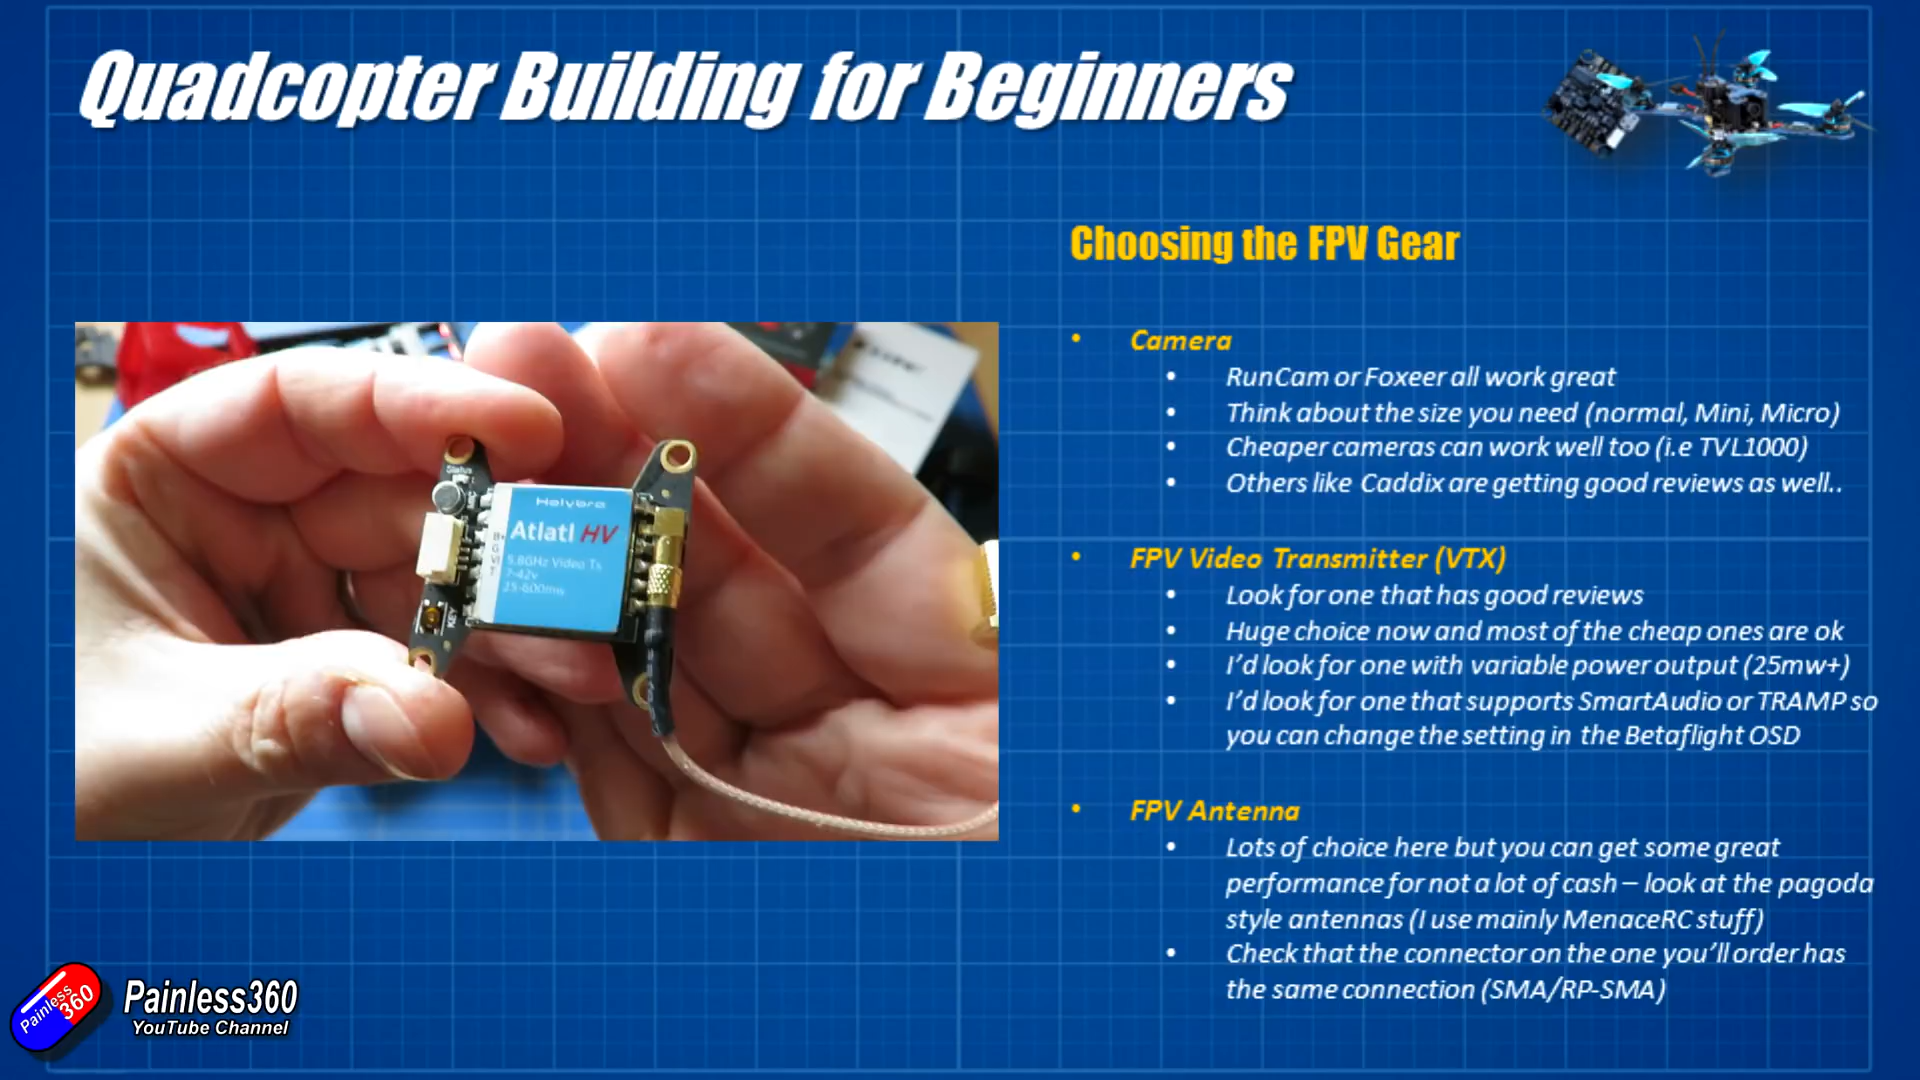 Quadcopter Building for Beginners
Choosing the FPV Gear
• Camera
• RunCam or Foxeer all work great
• Think about the size you need (normal, Mini, Micro)
• Cheaper cameras can work well too (i.e TVL1000)
• Others like Caddix are getting good reviews as well..
• FPV Video Transmitter (VTX)
• Look for one that has good reviews
• Huge choice now and most of the cheap ones are ok
• I'd look for one with variable power output (25mw+)
• I'd look for one that supports SmartAudio or TRAMP so
you can change the setting in the Betaflight OSD
• FPV Antenna
• Lots of choice here but you can get some great
performance for not a lot of cash – look at the pagoda
style antennas (I use mainly MenaceRC stuff)
• Check that the connector on the one you'll order has
the same connection (SMA/RP-SMA)
Status
Holybro
Atlatl HV
5.8GHz Video Tx
7-42v
25-600mw
KEY
Painless
360
Painless360
YouTube Channel